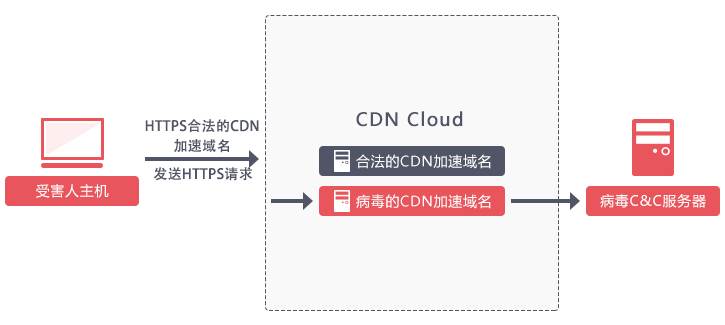 HTTPS合法的CDN
加速域名
发送HTTPS请求
受害人主机
CDN Cloud
合法的CDN加速域名
病毒的CDN加速域名
病毒C&C服务器